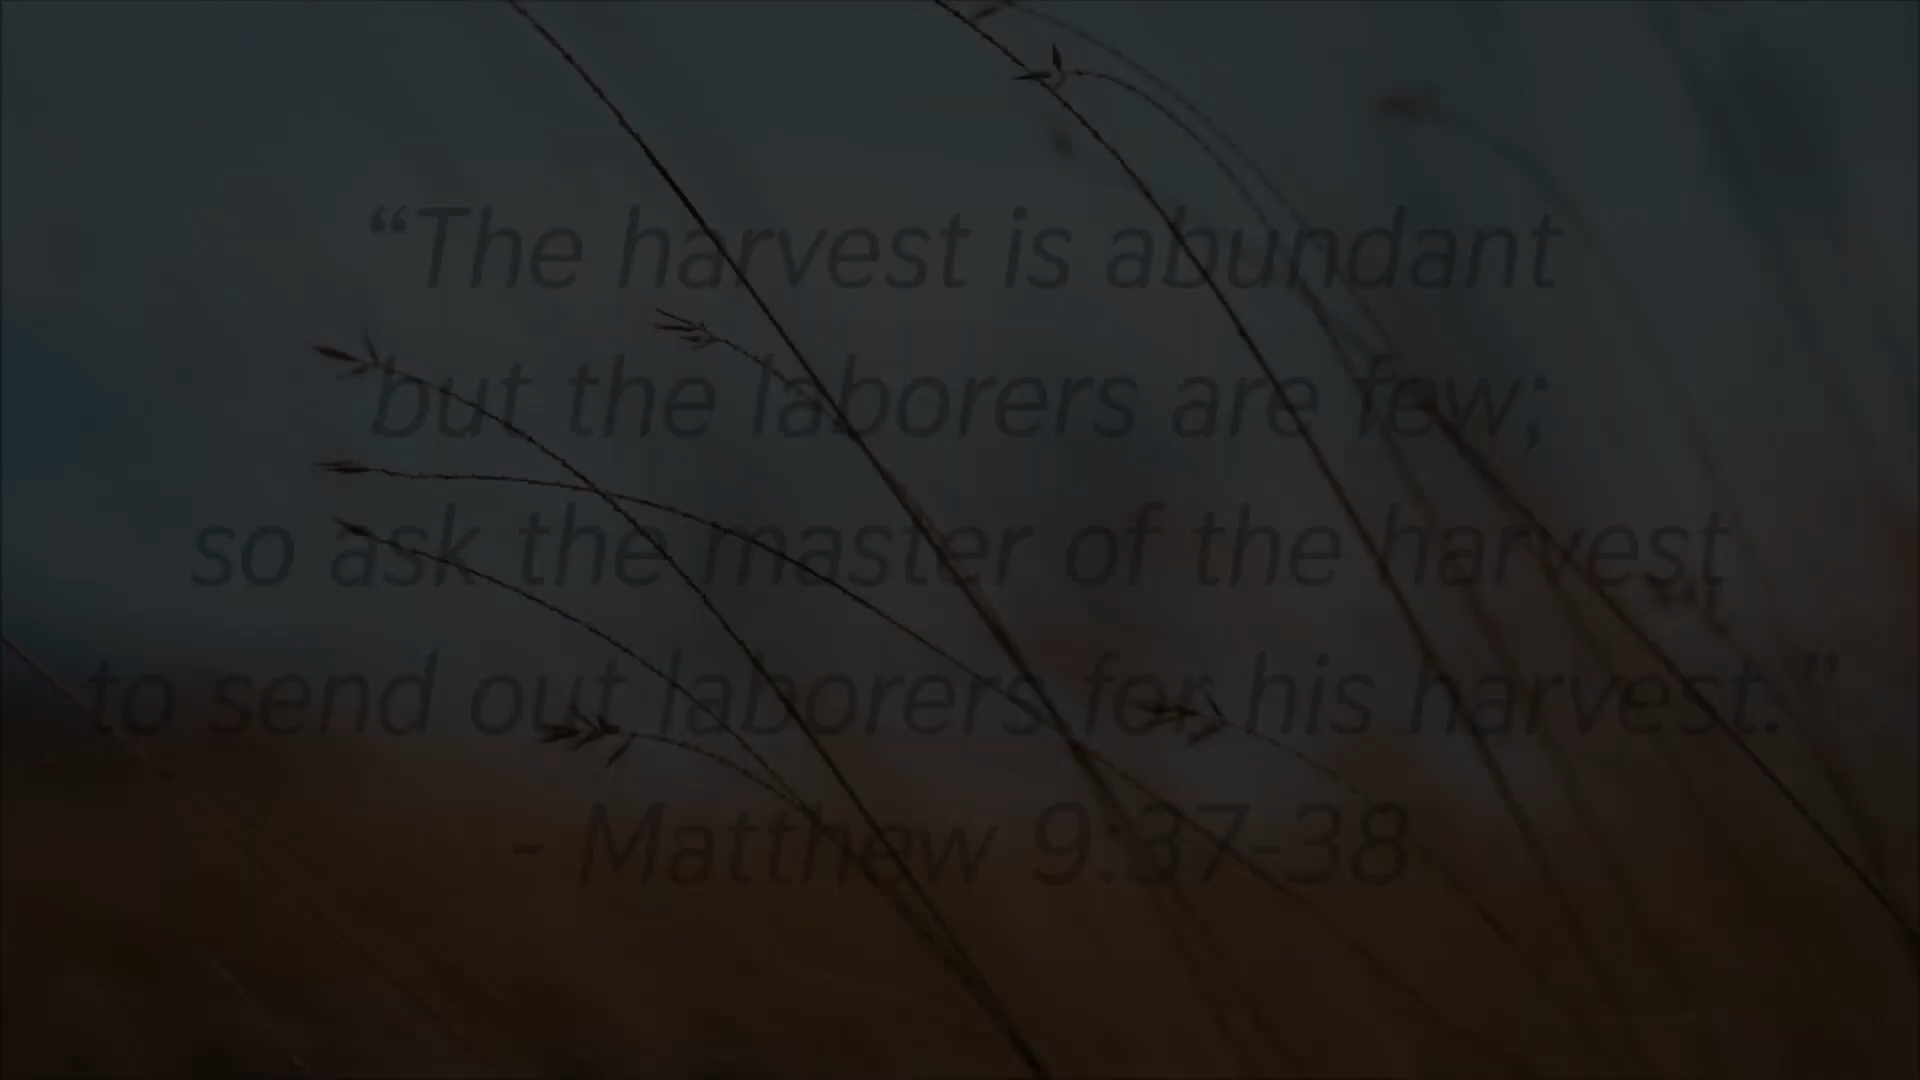 “The harvest is abundant
but the laborers are few;
so ask the master of the harvest
to send out laborers for his harvest.”
- Matthew 9:37-38